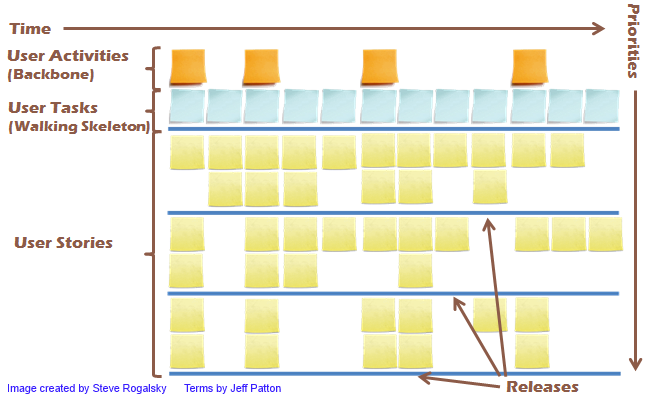 Time
Priorities
User Activities
(Backbone)
User Tasks
(Walking Skeleton)
User Stories
Releases
Image created by Steve Rogalsky Terms by Jeff Patton